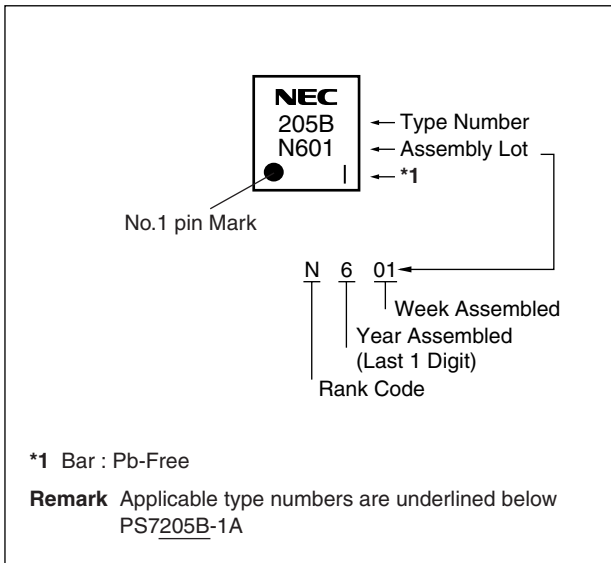 NEC
205B
N601
|
Type Number
Assembly Lot
*1
No.1 pin Mark
N 6 01
Week Assembled
Year Assembled
(Last 1 Digit)
Rank Code
*1 Bar : Pb-Free
Remark Applicable type numbers are underlined below
PS7205B-1A